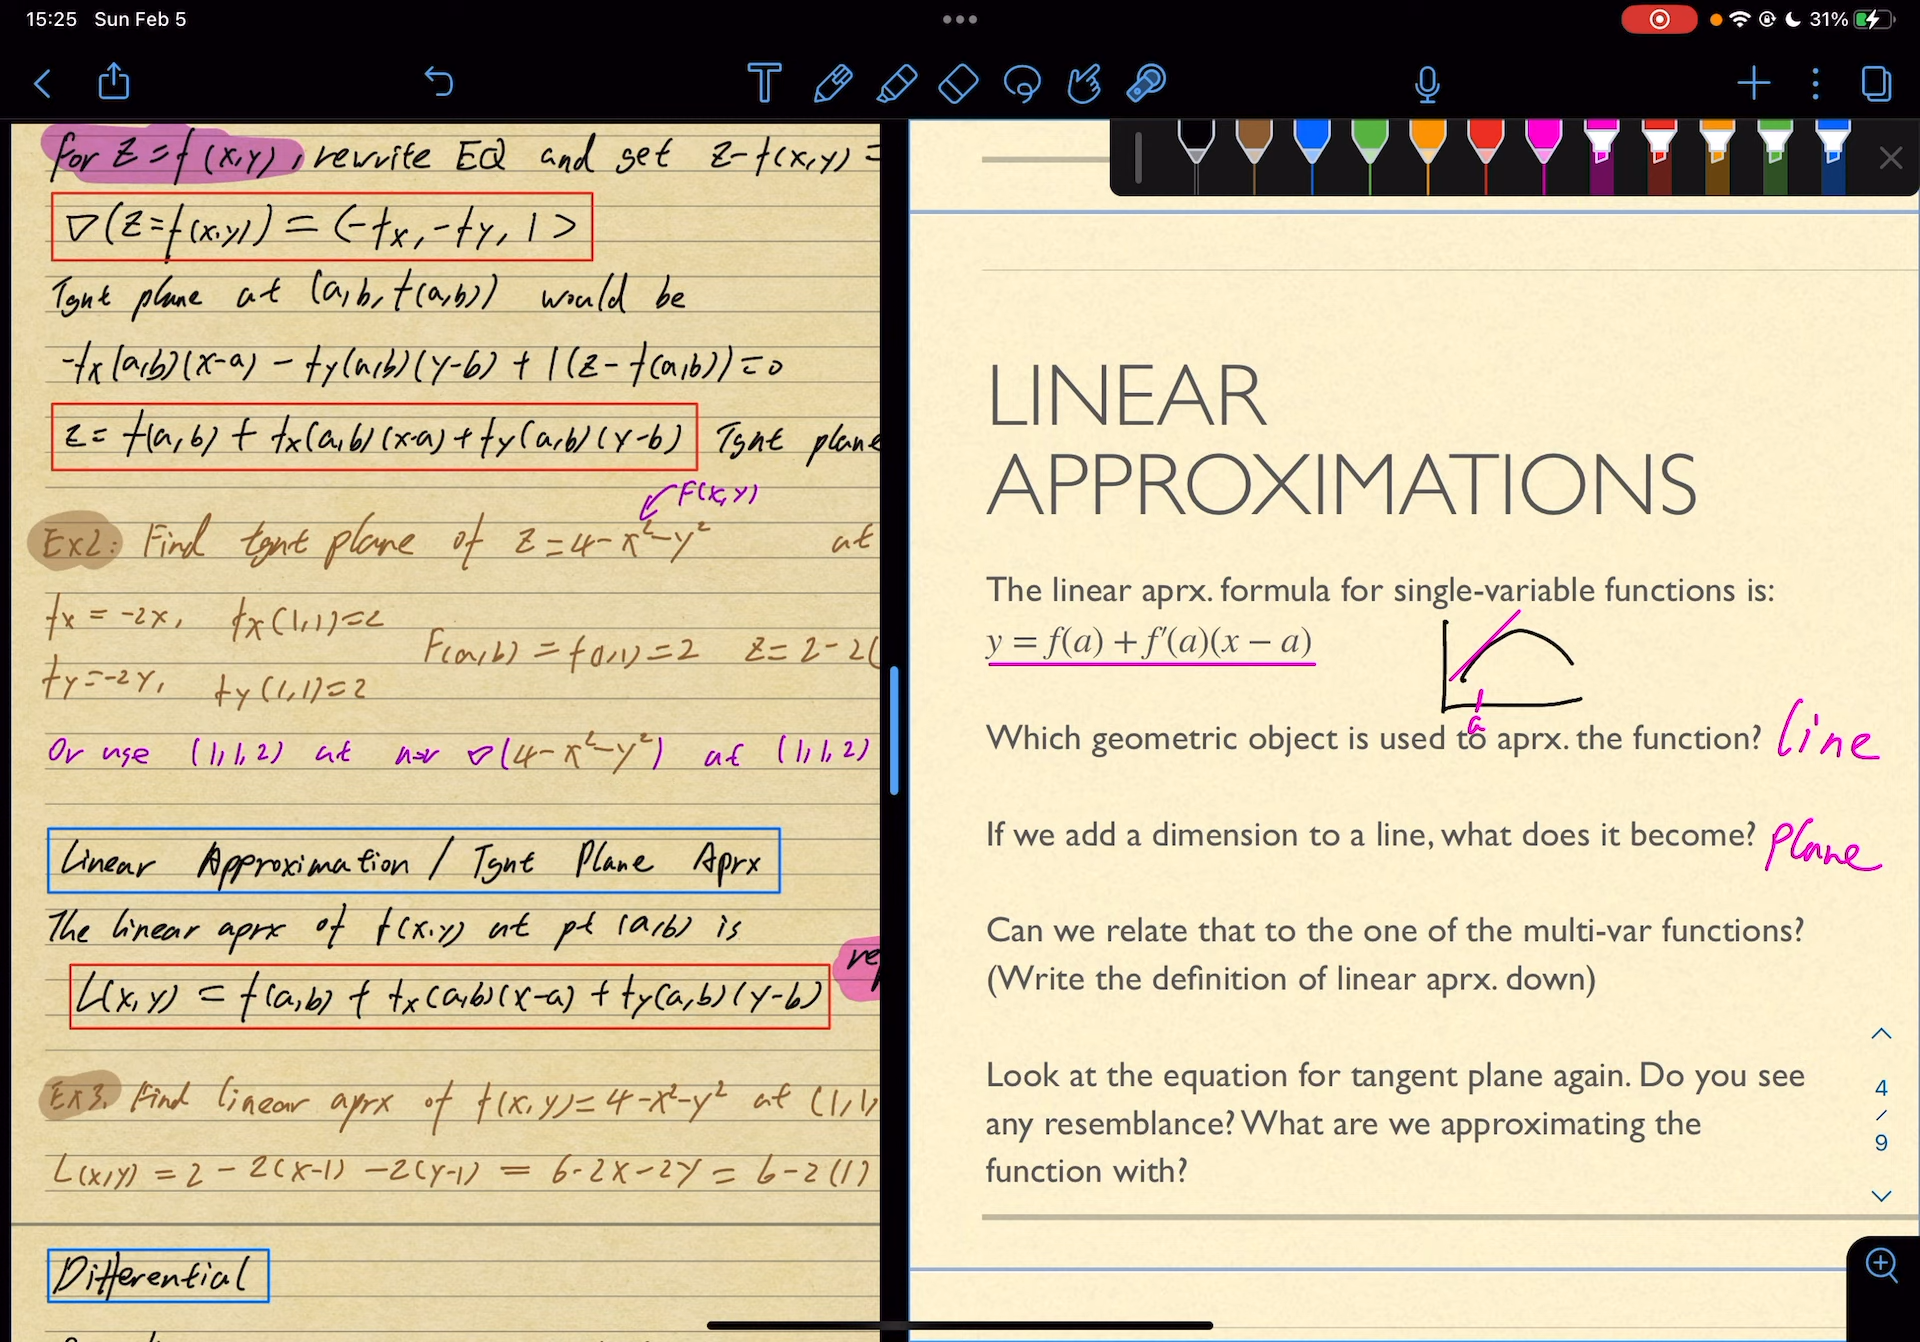 15:25 Sun Feb 5
31%
for z=f(x,y), rewrite EQ and get z-f(x,y)=
∇(z=f(x,y)) = <-fx, -fy, 1>
Tgnt plane at (a,b,f(a,b)) would be
-fx(a,b)(x-a) - fy(a,b)(y-b) + 1(z-f(a,b))=0
z= f(a,b) + fx(a,b)(x-a)+fy(a,b)(y-b) Tgnt plane
F(x,y)
Ex2: Find tgnt plane of z=4-x²-y² at
fx = -2x, fx(1,1)=2
F(a,b) = f(1,1)=2 z=2-2(
fy=-2y, fy(1,1)=2
Or use (1,1,2) at nor ∇(4-x²-y²) at (1,1,2)
Linear Approximation / Tgnt Plane Aprx
The linear aprx of f(x,y) at pt (a,b) is
L(x,y) = f(a,b) + fx(a,b)(x-a) + fy(a,b)(y-b)
Ex3. Find linear aprx of f(x,y)=4-x²-y² at (1,1)
L(x,y) = 2-2(x-1)-2(y-1) = 6-2x-2y = 6-2(1)
Differential
LINEAR
APPROXIMATIONS
The linear aprx. formula for single-variable functions is:
y = f(a) + f′(a)(x − a)
a
Which geometric object is used to aprx. the function? line
If we add a dimension to a line, what does it become? plane
Can we relate that to the one of the multi-var functions?
(Write the definition of linear aprx. down)
Look at the equation for tangent plane again. Do you see
any resemblance? What are we approximating the
function with?
4
/
9